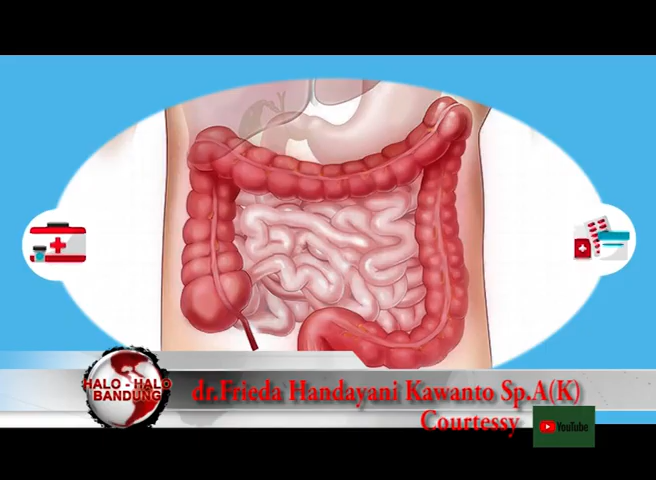 HALO - HALO
BANDUNG
dr.Frieda Handayani Kawanto Sp.A(K)
Courtessy
YouTube